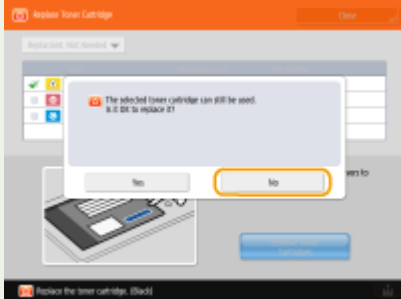 Replace Toner Cartridge
Close
Replacmnt. Not Needed
The selected toner cartridge can still be used.
Is it OK to replace it?
Yes
No
Replace the toner cartridge. (Black)